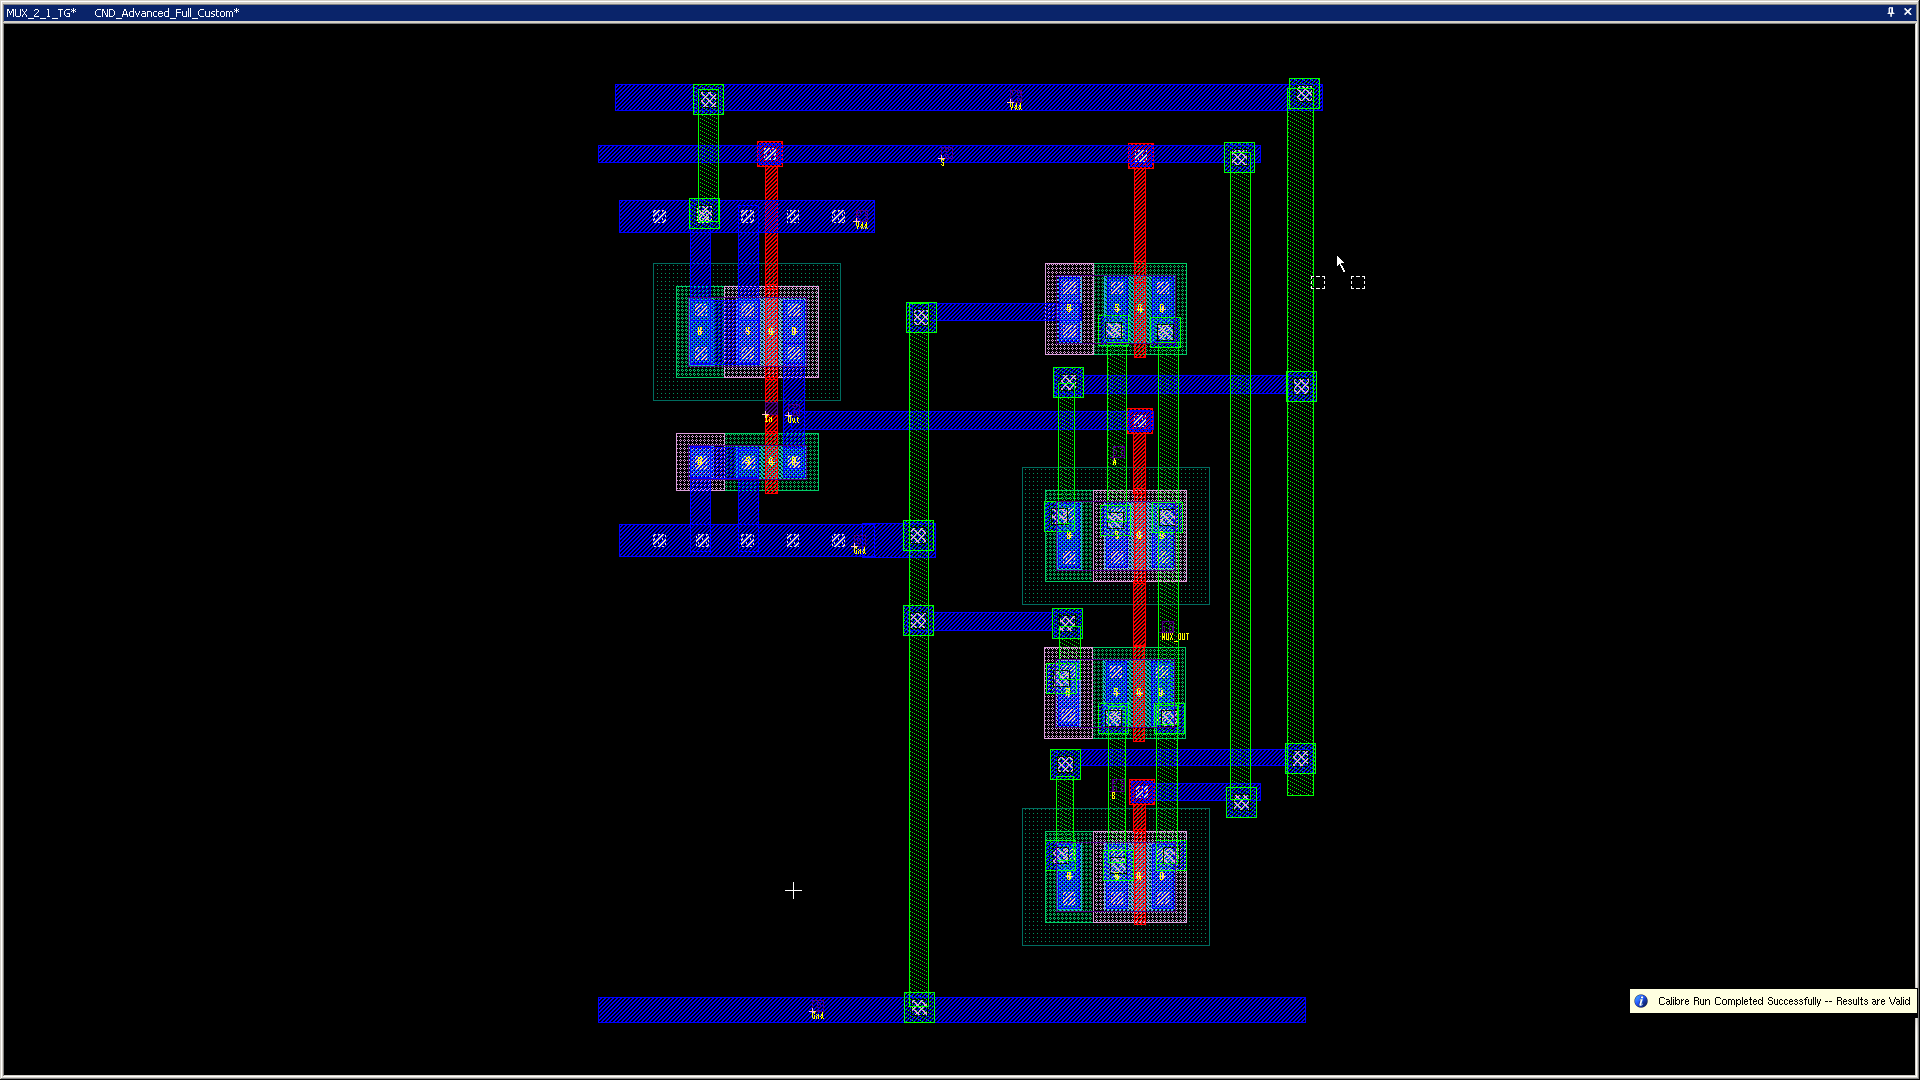 MUX_2_1_TG* CND_Advanced_Full_Custom*
Vdd
S
Vdd
B S G D
B S G D
In Out
B S G D
A
Gnd
MUX_OUT
S G
B
G
Gnd
Calibre Run Completed Successfully -- Results are Valid